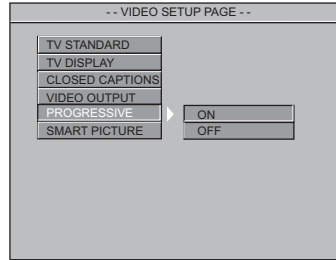 - - VIDEO SETUP PAGE - -
TV STANDARD
TV DISPLAY
CLOSED CAPTIONS
VIDEO OUTPUT
PROGRESSIVE
ON
SMART PICTURE
OFF